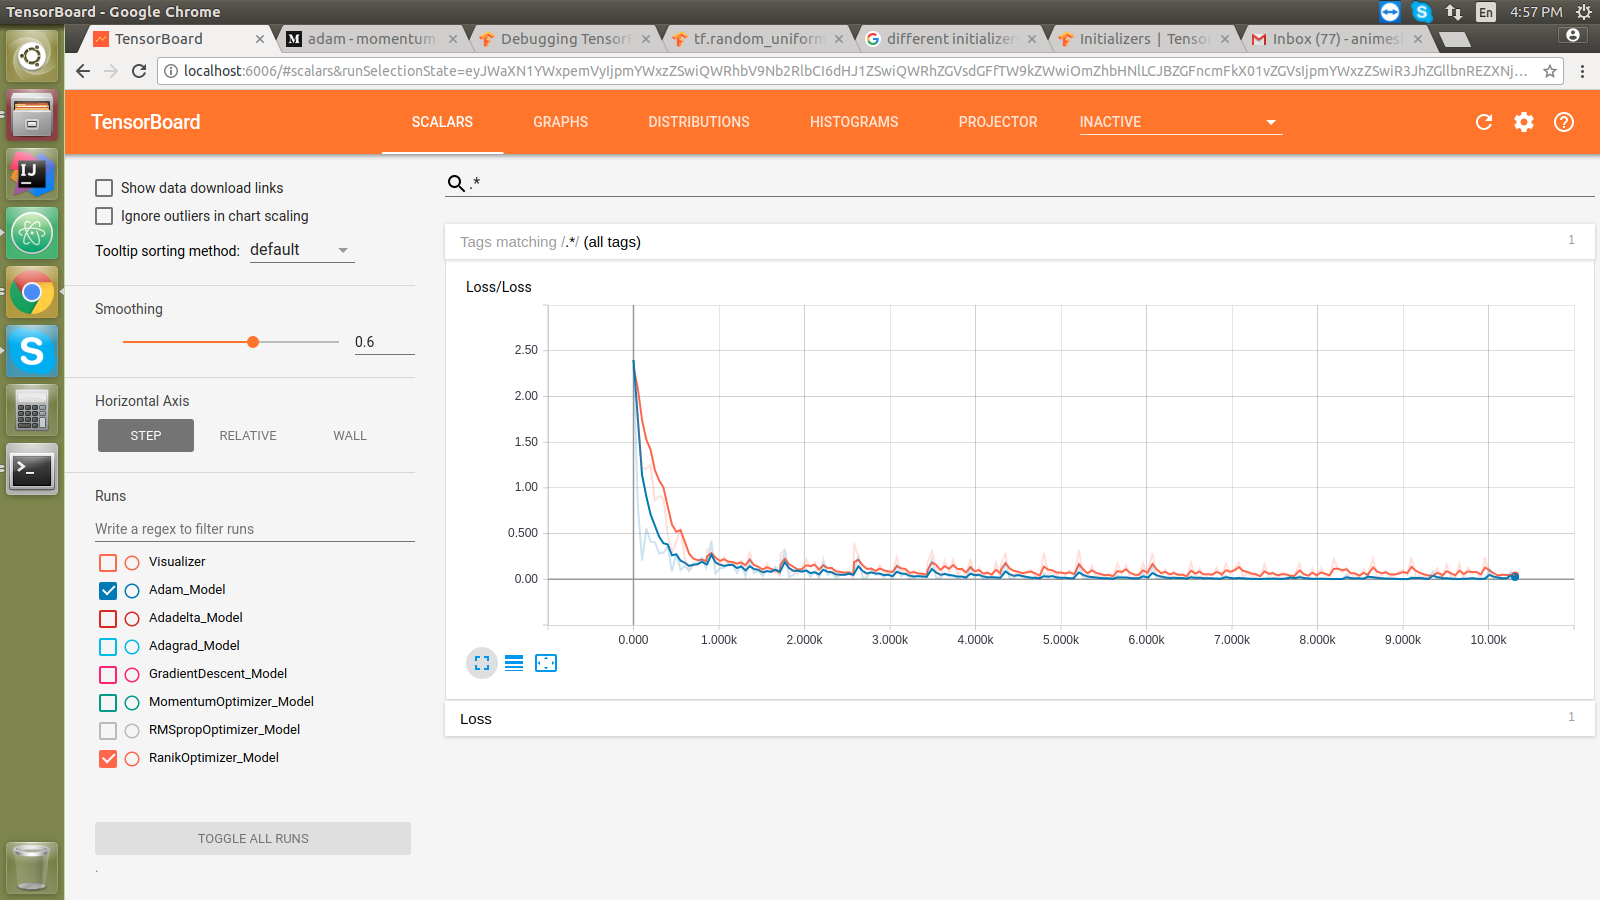 TensorBoard - Google Chrome
En 4:57 PM
TensorBoard
adam - momentum
Debugging TensorF
tf.random_uniform
different initializer
Initializers | Tensor
Inbox (77) - animesh
localhost:6006/#scalars&runSelectionState=
TensorBoard
SCALARS GRAPHS DISTRIBUTIONS HISTOGRAMS PROJECTOR INACTIVE
Show data download links
Ignore outliers in chart scaling
Tooltip sorting method: default
Smoothing
0.6
Horizontal Axis
STEP RELATIVE WALL
Runs
Write a regex to filter runs
Visualizer
Adam_Model
Adadelta_Model
Adagrad_Model
GradientDescent_Model
MomentumOptimizer_Model
RMSpropOptimizer_Model
RanikOptimizer_Model
TOGGLE ALL RUNS
.
.*
Tags matching /.*/ (all tags) 1
Loss/Loss
2.50
2.00
1.50
1.00
0.500
0.00
0.000 1.000k 2.000k 3.000k 4.000k 5.000k 6.000k 7.000k 8.000k 9.000k 10.00k
Loss 1